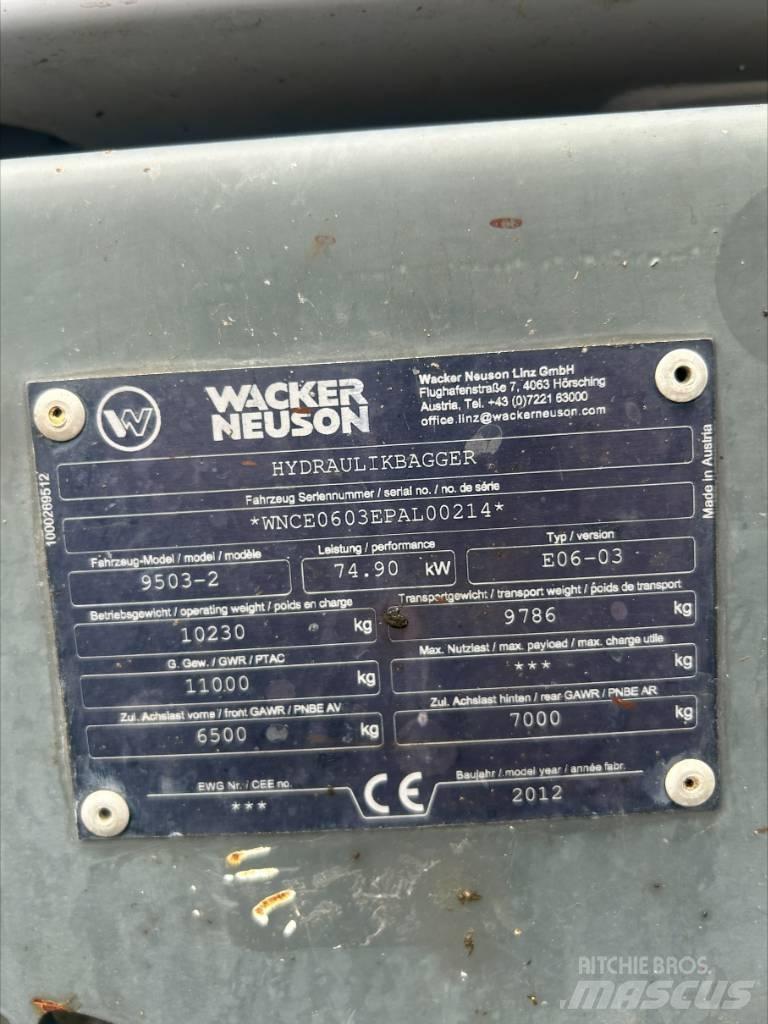 W
WACKER
NEUSON
Wacker Neuson Linz GmbH
Flughafenstraße 7, 4063 Hörsching
Austria, Tel. +43 (0)7221 63000
office.linz@wackerneuson.com
HYDRAULIKBAGGER
Fahrzeug Seriennummer / serial no. / no. de série
*WNCE0603EPAL00214*
Fahrzeug-Model / model / modèle
Leistung / performance
Typ / version
9503-2
74.90 kW
E06-03
Betriebsgewicht / operating weight / poids en charge
Transportgewicht / transport weight / poids de transport
10230 kg
9786 kg
G. Gew. / GWR / PTAC
Max. Nutzlast / max. payload / max. charge utile
11000 kg
*** kg
Zul. Achslast vorne / front GAWR / PNBE AV
Zul. Achslast hinten / rear GAWR / PNBE AR
6500 kg
7000 kg
EWG Nr. / CEE no.
***
CE
Baujahr / model year / année fabr.
2012
1000269512
Made in Austria
RITCHIE BROS.
MASCUS